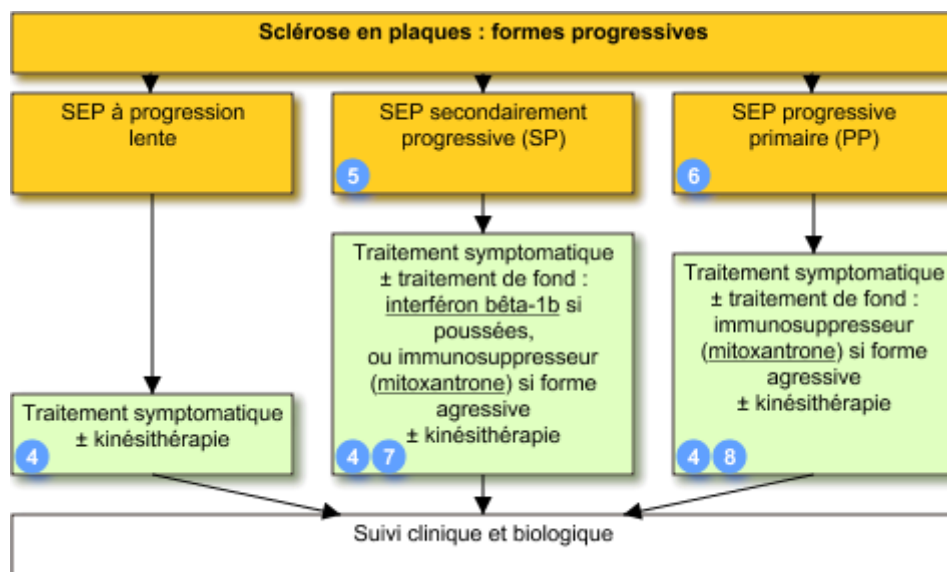 Sclérose en plaques : formes progressives
SEP à progression
lente
SEP secondairement
progressive (SP)
5
SEP progressive
primaire (PP)
6
Traitement symptomatique
± kinésithérapie
4
Traitement symptomatique
± traitement de fond :
interféron bêta-1b si
poussées,
ou immunosuppresseur
(mitoxantrone) si forme
agressive
± kinésithérapie
4 7
Traitement symptomatique
± traitement de fond :
immunosuppresseur
(mitoxantrone) si forme
agressive
± kinésithérapie
4 8
Suivi clinique et biologique